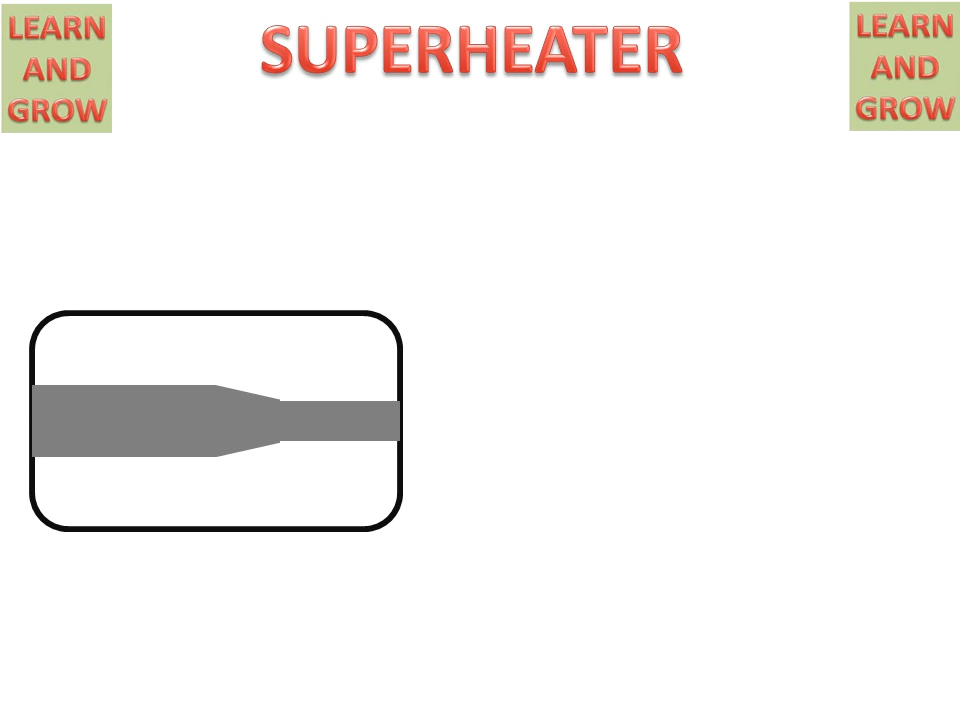 LEARN
AND
GROW
SUPERHEATER
LEARN
AND
GROW